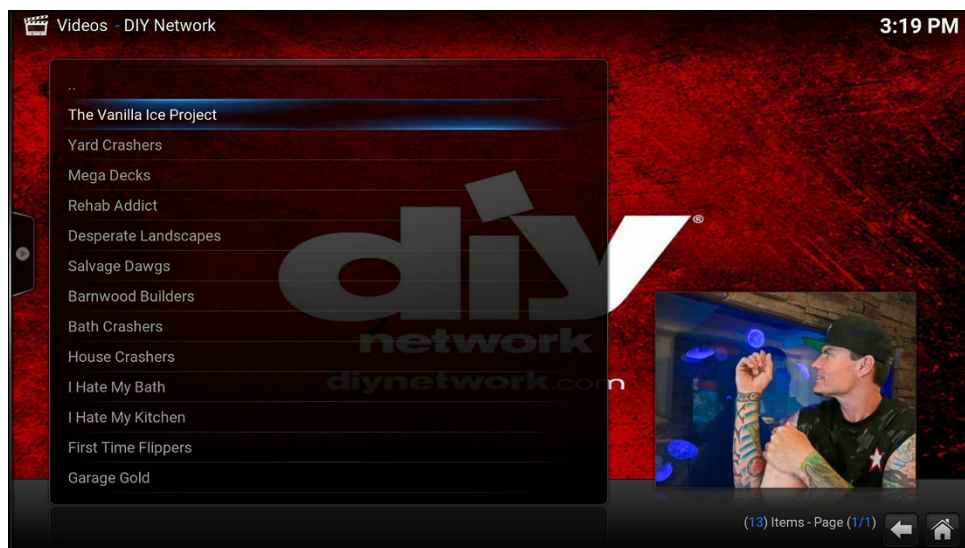 Videos - DIY Network
3:19 PM
..
The Vanilla Ice Project
Yard Crashers
Mega Decks
Rehab Addict
Desperate Landscapes
Salvage Dawgs
Barnwood Builders
Bath Crashers
House Crashers
I Hate My Bath
I Hate My Kitchen
First Time Flippers
Garage Gold
diy®
network
diynetwork.com
(13) Items - Page (1/1)